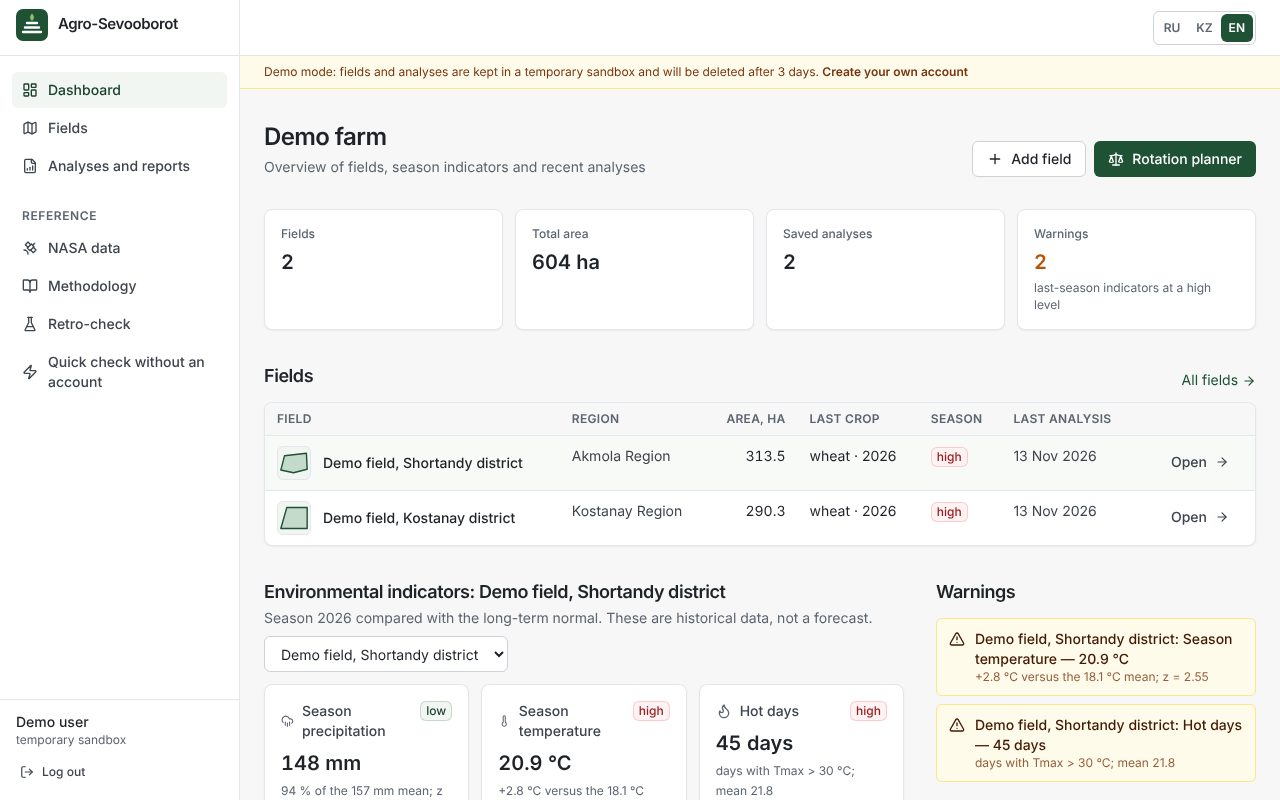 Agro-Sevooborot
RU KZ EN
Dashboard
Fields
Analyses and reports
REFERENCE
NASA data
Methodology
Retro-check
Quick check without an
account
Demo user
temporary sandbox
Log out
Demo mode: fields and analyses are kept in a temporary sandbox and will be deleted after 3 days. Create your own account
Demo farm
Overview of fields, season indicators and recent analyses
Add field
Rotation planner
Fields
2
Total area
604 ha
Saved analyses
2
Warnings
2
last-season indicators at a high
level
Fields
All fields →
FIELD REGION AREA, HA LAST CROP SEASON LAST ANALYSIS
Demo field, Shortandy district Akmola Region 313.5 wheat · 2026 high 13 Nov 2026 Open →
Demo field, Kostanay district Kostanay Region 290.3 wheat · 2026 high 13 Nov 2026 Open →
Environmental indicators: Demo field, Shortandy district
Season 2026 compared with the long-term normal. These are historical data, not a forecast.
Demo field, Shortandy district
Season
precipitation
low
148 mm
94 % of the 157 mm mean; z
Season
temperature
high
20.9 °C
+2.8 °C versus the 18.1 °C
Hot days
high
45 days
days with Tmax > 30 °C;
mean 21.8
Warnings
Demo field, Shortandy district: Season
temperature — 20.9 °C
+2.8 °C versus the 18.1 °C mean; z = 2.55
Demo field, Shortandy district: Hot days
— 45 days
days with Tmax > 30 °C; mean 21.8